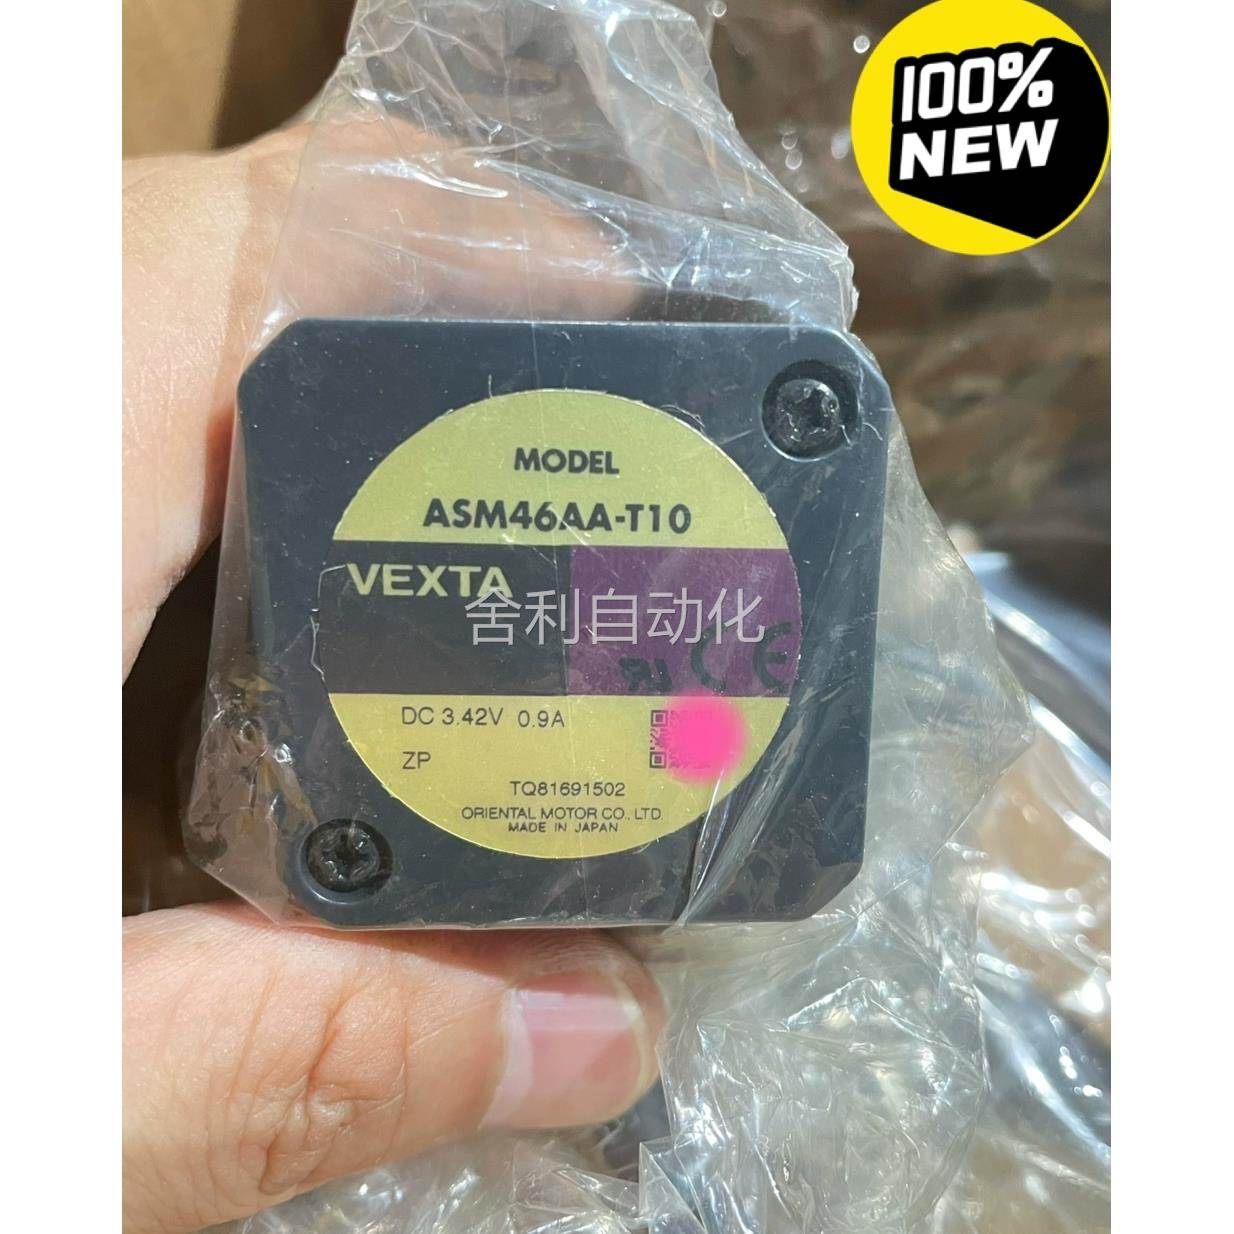 100%
NEW
MODEL
ASM46AA-T10
VEXTA
舍利自动化
CE
DC 3.42V 0.9A
ZP
TQ81691502
ORIENTAL MOTOR CO., LTD.
MADE IN JAPAN